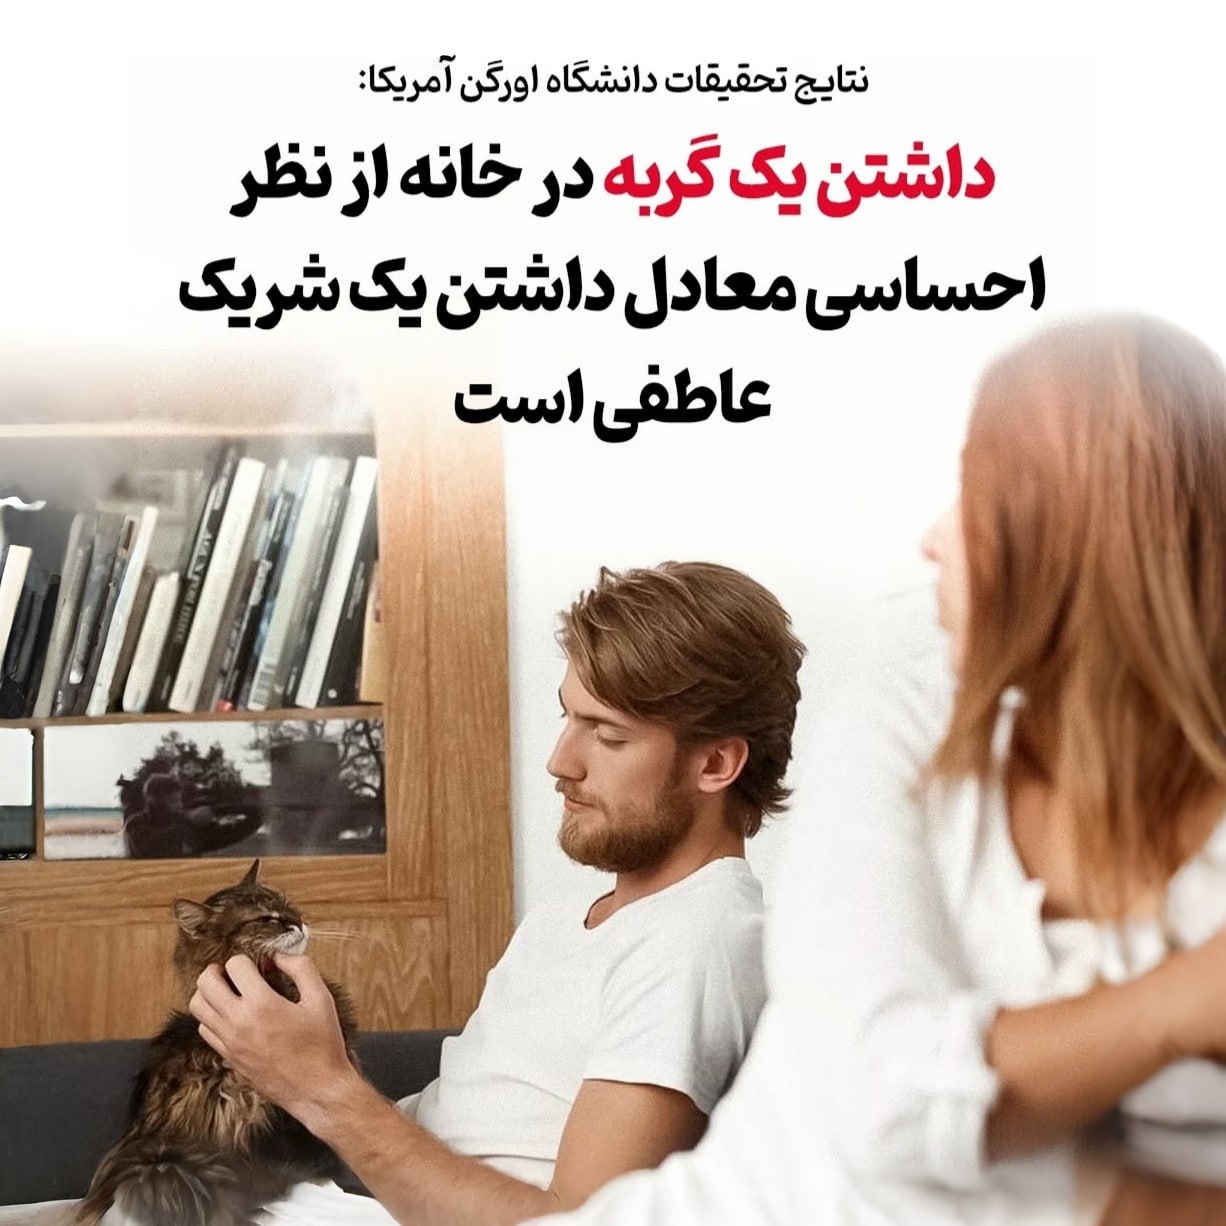 نتایج تحقیقات دانشگاه اورگن آمریکا:
داشتن یک گربه در خانه از نظر
احساسی معادل داشتن یک شریک
عاطفی است